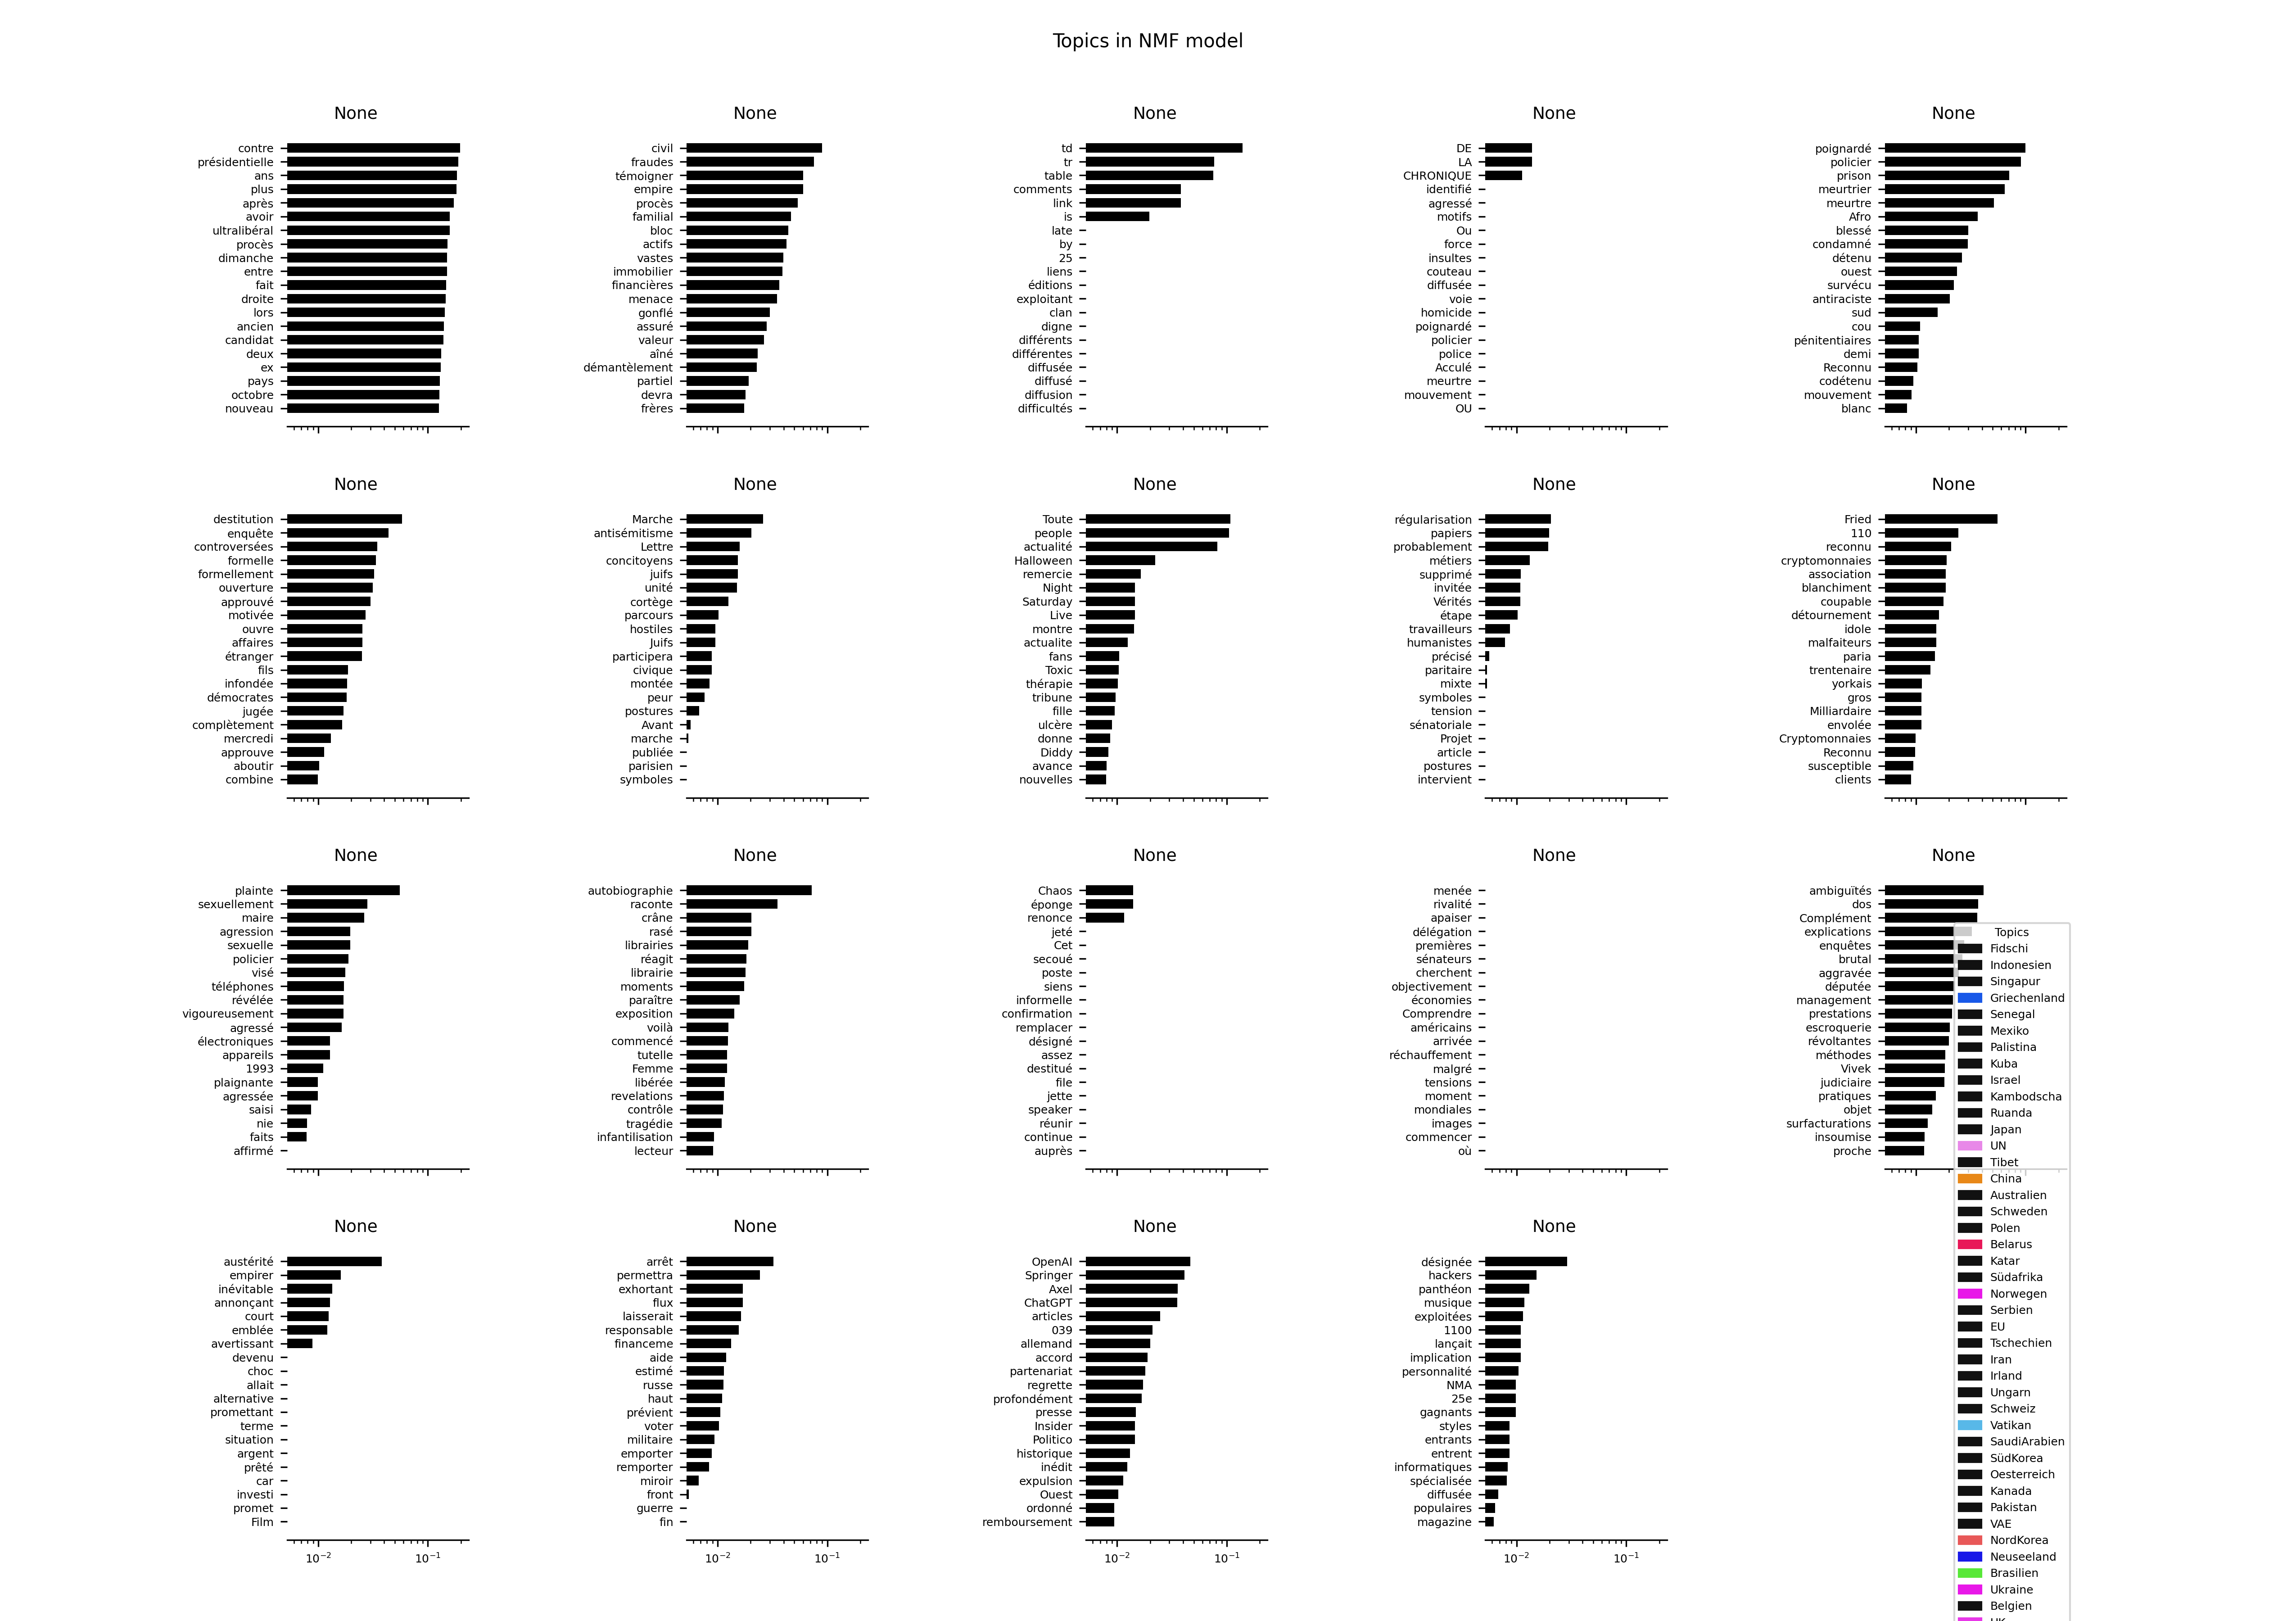 Topics in NMF model
None
contre
présidentielle
ans
plus
après
avoir
ultralibéral
procès
dimanche
entre
fait
droite
lors
ancien
candidat
deux
ex
pays
octobre
nouveau
None
civil
fraudes
témoigner
empire
procès
familial
bloc
actifs
vastes
immobilier
financières
menace
gonflé
assuré
valeur
aîné
démantèlement
partiel
devra
frères
None
td
tr
table
comments
link
is
late
by
25
liens
éditions
exploitant
clan
digne
différents
différentes
diffusée
diffusé
diffusion
difficultés
None
DE
LA
CHRONIQUE
identifié
agressé
motifs
Ou
force
insultes
couteau
diffusée
voie
homicide
poignardé
policier
police
Acculé
meurtre
mouvement
OU
None
poignardé
policier
prison
meurtrier
meurtre
Afro
blessé
condamné
détenu
ouest
survécu
antiraciste
sud
cou
pénitentiaires
demi
Reconnu
codétenu
mouvement
blanc
None
destitution
enquête
controversées
formelle
formellement
ouverture
approuvé
motivée
ouvre
affaires
étranger
fils
infondée
démocrates
jugée
complètement
mercredi
approuve
aboutir
combine
None
Marche
antisémitisme
Lettre
concitoyens
juifs
unité
cortège
parcours
hostiles
Juifs
participera
civique
montée
peur
postures
Avant
marche
publiée
parisien
symboles
None
Toute
people
actualité
Halloween
remercie
Night
Saturday
Live
montre
actualite
fans
Toxic
thérapie
tribune
fille
ulcère
donne
Diddy
avance
nouvelles
None
régularisation
papiers
probablement
métiers
supprimé
invitée
Vérités
étape
travailleurs
humanistes
précisé
paritaire
mixte
symboles
tension
sénatoriale
Projet
article
postures
intervient
None
Fried
110
reconnu
cryptomonnaies
association
blanchiment
coupable
détournement
idole
malfaiteurs
paria
trentenaire
yorkais
gros
Milliardaire
envolée
Cryptomonnaies
Reconnu
susceptible
clients
None
plainte
sexuellement
maire
agression
sexuelle
policier
visé
téléphones
révélée
vigoureusement
agressé
électroniques
appareils
1993
plaignante
agressée
saisi
nie
faits
affirmé
None
autobiographie
raconte
crâne
rasé
librairies
réagit
librairie
moments
paraître
exposition
voilà
commencé
tutelle
Femme
libérée
revelations
contrôle
tragédie
infantilisation
lecteur
None
Chaos
éponge
renonce
jeté
Cet
secoué
poste
siens
informelle
confirmation
remplacer
désigné
assez
destitué
file
jette
speaker
réunir
continue
auprès
None
menée
rivalité
apaiser
délégation
premières
sénateurs
cherchent
objectivement
économies
Comprendre
américains
arrivée
réchauffement
malgré
tensions
moment
mondiales
images
commencer
où
None
ambiguïtés
dos
Complément
explications
enquêtes
brutal
aggravée
députée
management
prestations
escroquerie
révoltantes
méthodes
Vivek
judiciaire
pratiques
objet
surfacturations
insoumise
proche
None
austérité
empirer
inévitable
annonçant
court
emblée
avertissant
devenu
choc
allait
alternative
promettant
terme
situation
argent
prêté
car
investi
promet
Film
10⁻² 10⁻¹
None
arrêt
permettra
exhortant
flux
laisserait
responsable
financeme
aide
estimé
russe
haut
prévient
voter
militaire
emporter
remporter
miroir
front
guerre
fin
10⁻² 10⁻¹
None
OpenAI
Springer
Axel
ChatGPT
articles
039
allemand
accord
partenariat
regrette
profondément
presse
Insider
Politico
historique
inédit
expulsion
Ouest
ordonné
remboursement
10⁻² 10⁻¹
None
désignée
hackers
panthéon
musique
exploitées
1100
lançait
implication
personnalité
NMA
25e
gagnants
styles
entrants
entrent
informatiques
spécialisée
diffusée
populaires
magazine
10⁻² 10⁻¹
Topics
Fidschi
Indonesien
Singapur
Griechenland
Senegal
Mexiko
Palistina
Kuba
Israel
Kambodscha
Ruanda
Japan
UN
Tibet
China
Australien
Schweden
Polen
Belarus
Katar
Südafrika
Norwegen
Serbien
EU
Tschechien
Iran
Irland
Ungarn
Schweiz
Vatikan
SaudiArabien
SüdKorea
Oesterreich
Kanada
Pakistan
VAE
NordKorea
Neuseeland
Brasilien
Ukraine
Belgien